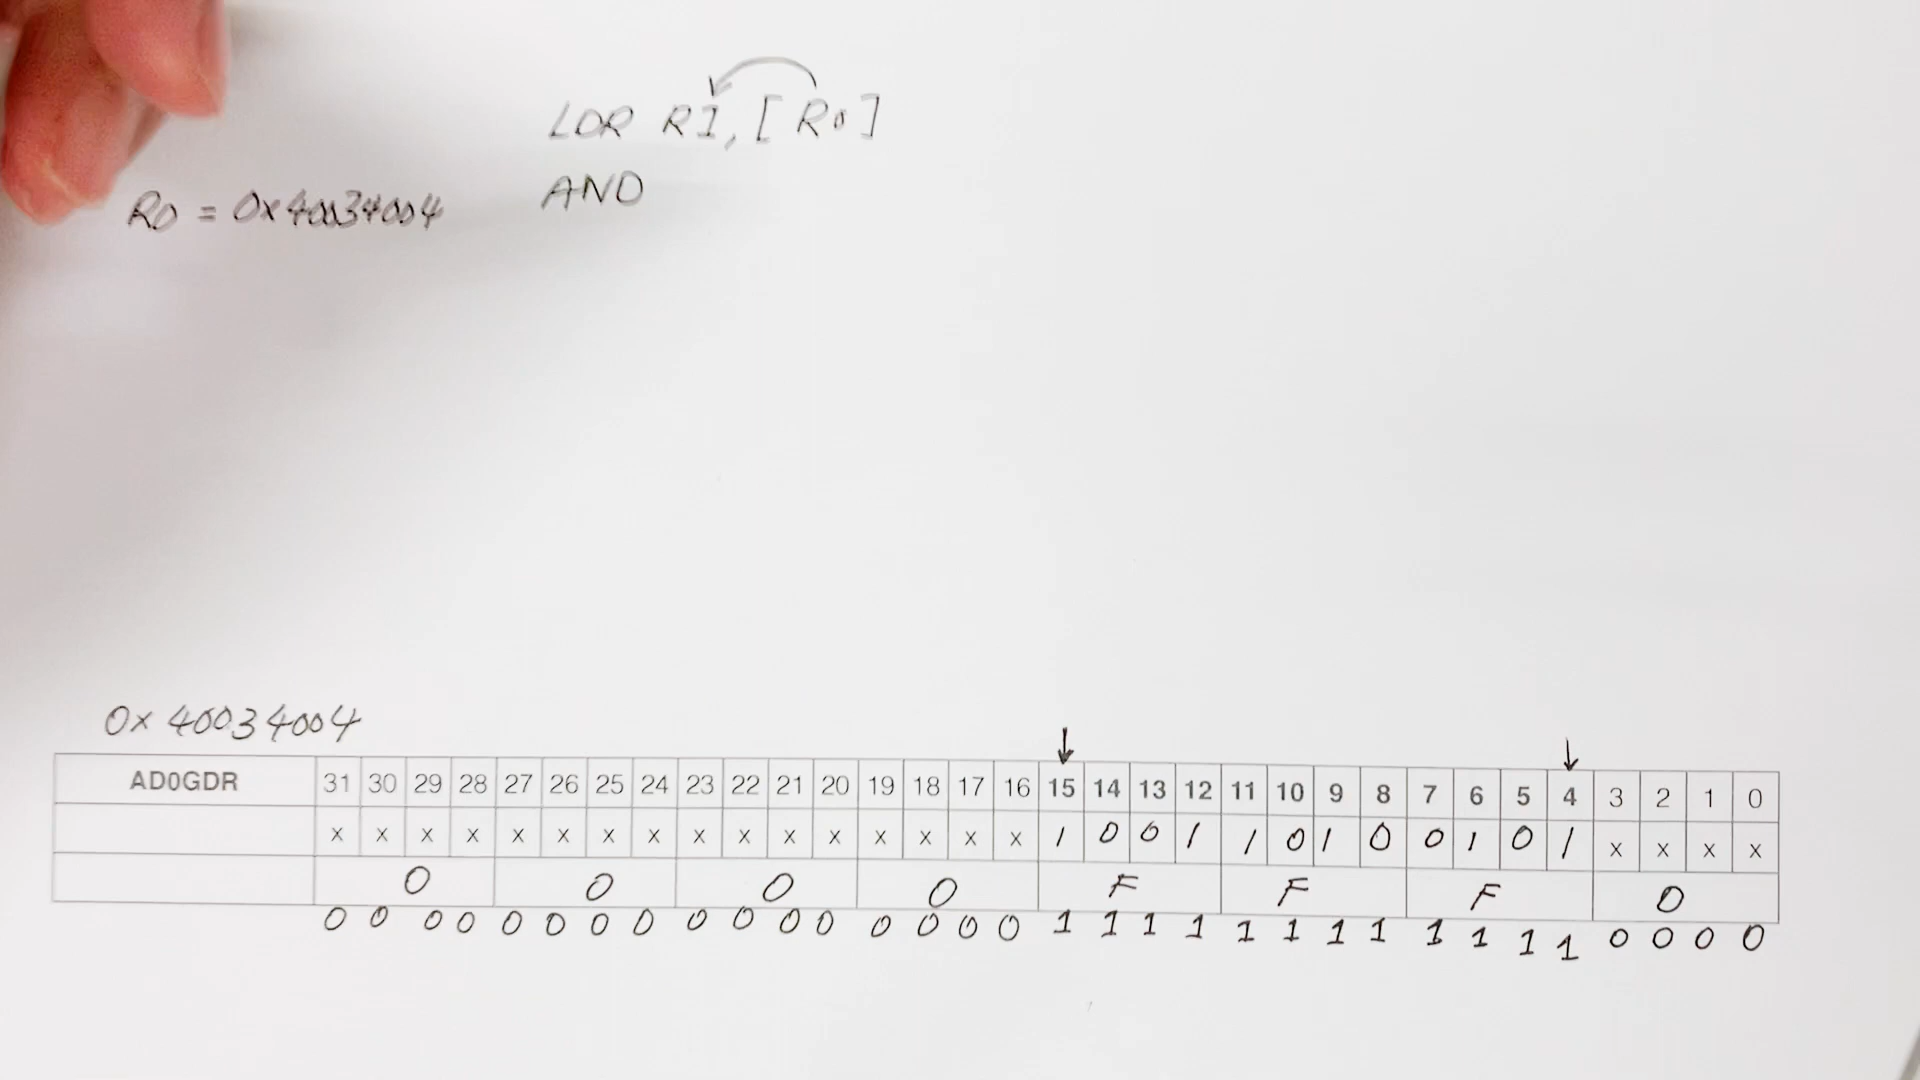 LDR R1, [R0]
AND
R0 = 0x40034004
0x 40034004
AD0GDR 31 30 29 28 27 26 25 24 23 22 21 20 19 18 17 16 15 14 13 12 11 10 9 8 7 6 5 4 3 2 1 0
x x x x x x x x x x x x x x x x 1 0 0 1 1 0 1 0 0 1 0 1 x x x x
0 0 0 0 F F F 0
0 0 0 0 0 0 0 0 0 0 0 0 0 0 0 0 1 1 1 1 1 1 1 1 1 1 1 1 0 0 0 0